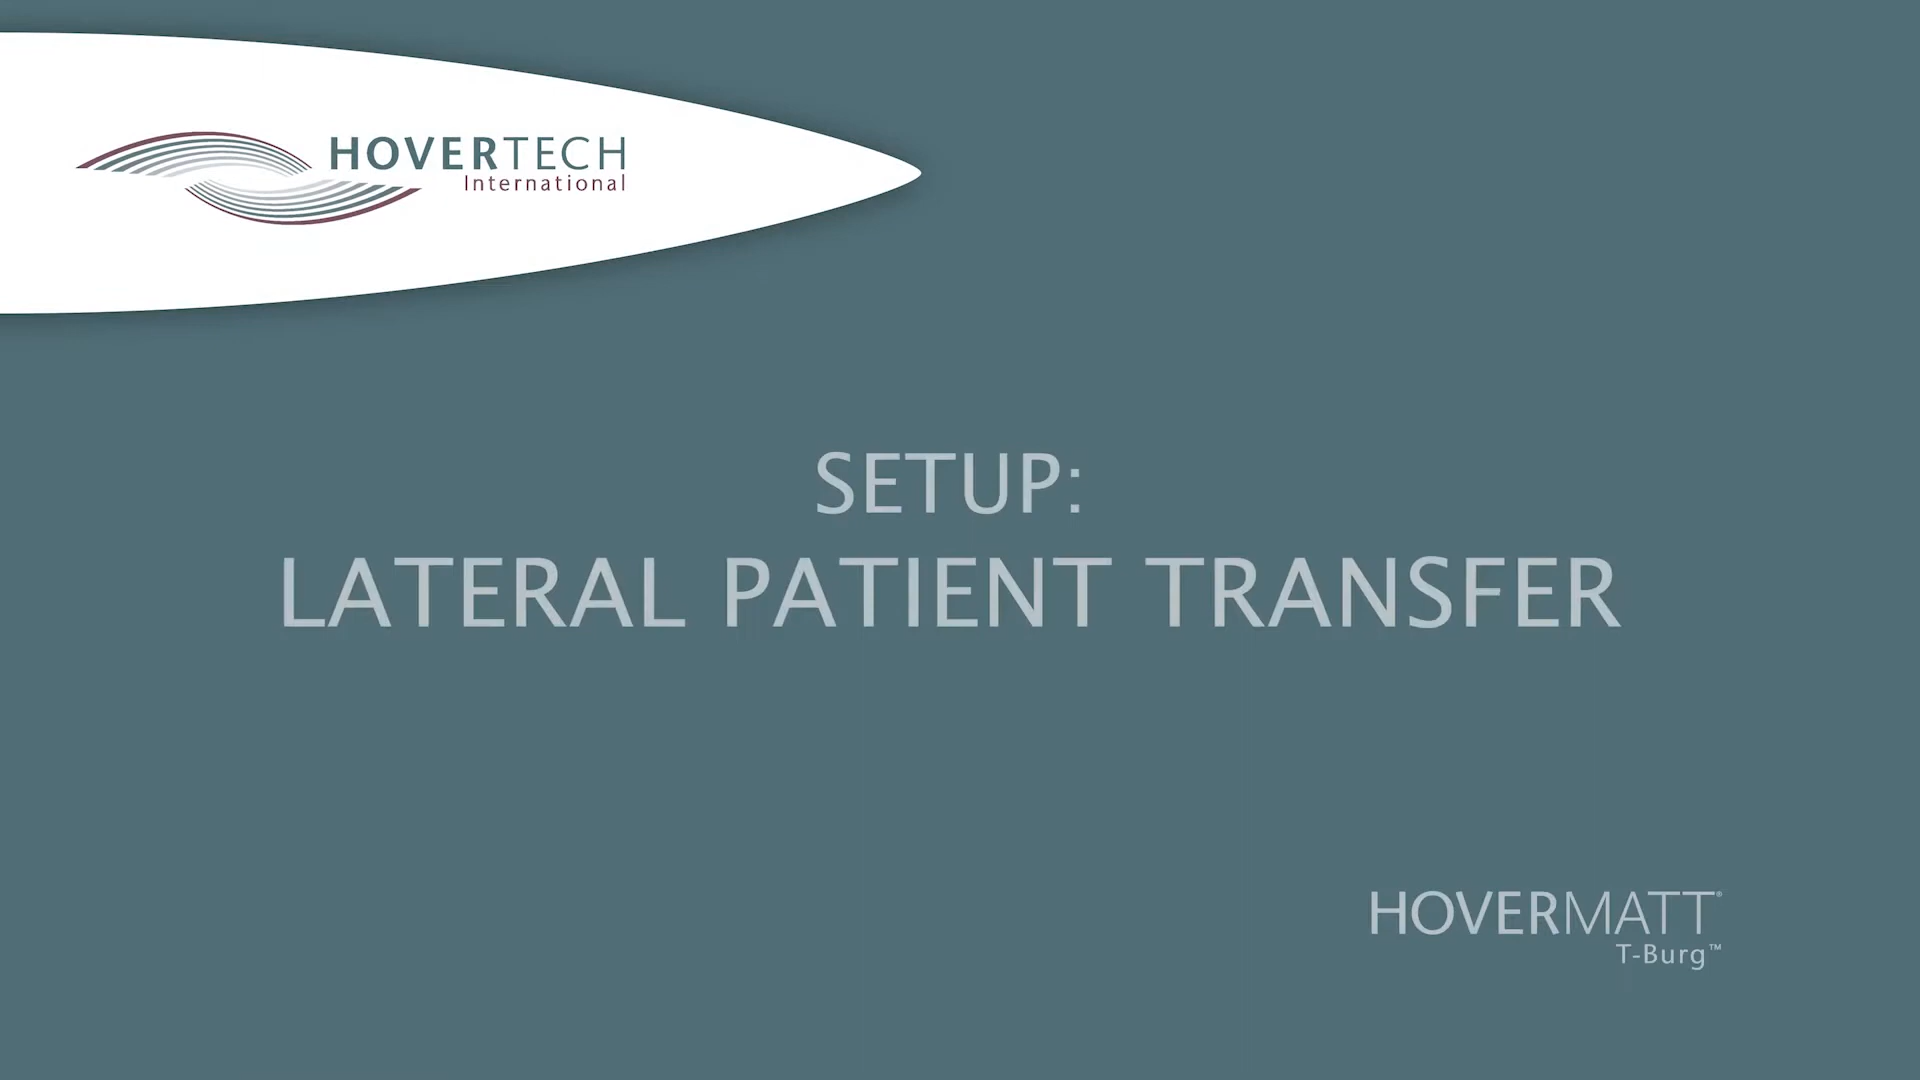 HOVERTECH
International
SETUP:
LATERAL PATIENT TRANSFER
HOVERMATT®
T-Burg™